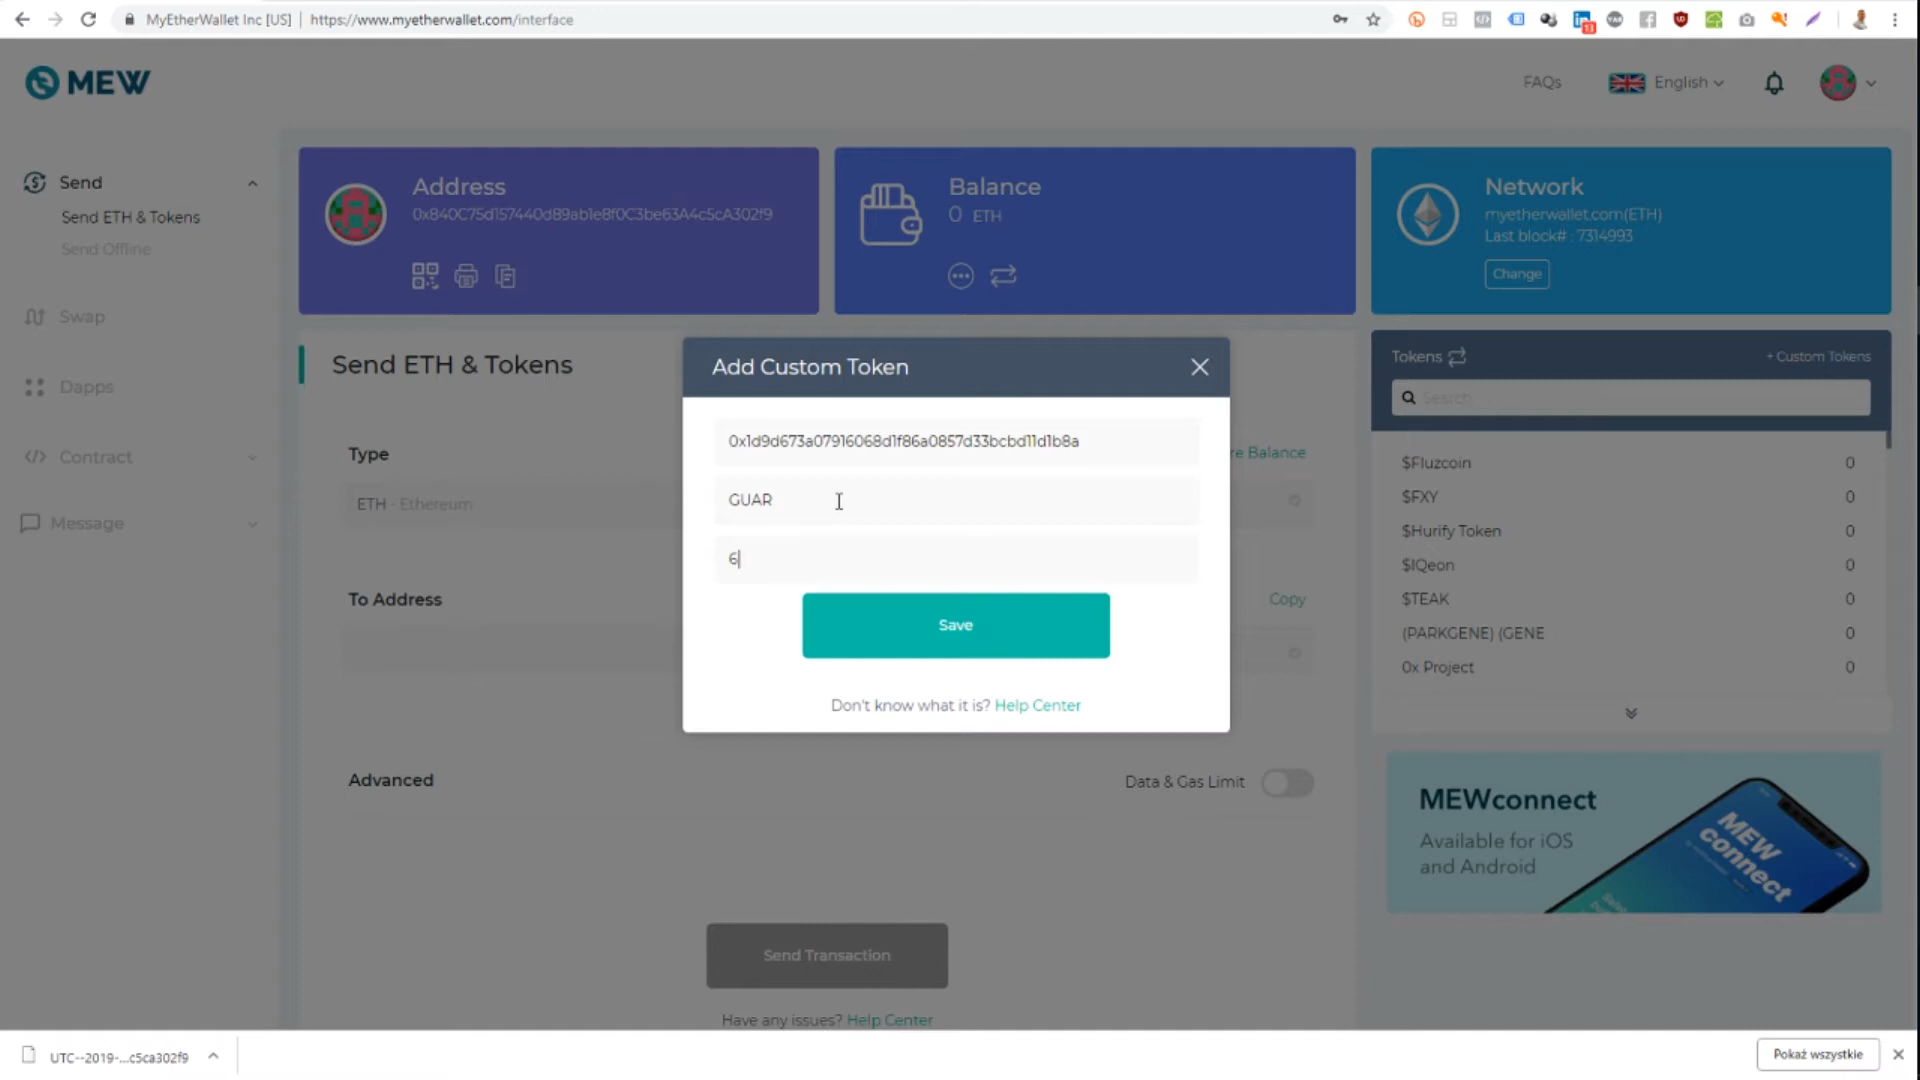 MyEtherWallet Inc [US] | https://www.myetherwallet.com/interface
13
MEW
FAQs
English
Send
Send ETH & Tokens
Send Offline
Swap
Dapps
Contract
Message
Address
0x840C75d157440d89ab1e8f0C3be63A4c5cA302f9
Balance
0 ETH
Network
myetherwallet.com(ETH)
Last block# : 7314993
Change
Send ETH & Tokens
Type
re Balance
ETH - Ethereum
To Address
Copy
Advanced
Data & Gas Limit
Send Transaction
Have any issues? Help Center
Add Custom Token
0x1d9d673a07916068d1f86a0857d33bcbd11d1b8a
GUAR
6
Save
Don't know what it is? Help Center
Tokens
+ Custom Tokens
Search
$Fluzcoin 0
$FXY 0
$Hurify Token 0
$IQeon 0
$TEAK 0
(PARKGENE) (GENE 0
0x Project 0
MEWconnect
Available for iOS
and Android
MEW
connect
UTC--2019-...c5ca302f9
Pokaż wszystkie